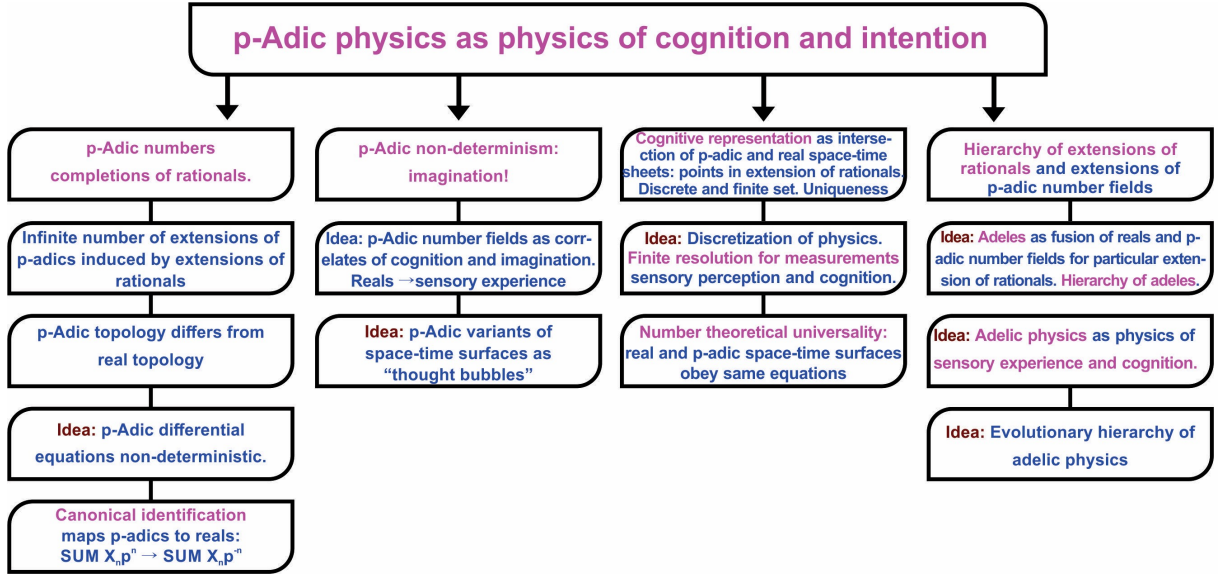 p-Adic physics as physics of cognition and intention
p-Adic numbers
completions of rationals.
Infinite number of extensions of
p-adics induced by extensions of
rationals
p-Adic topology differs from
real topology
Idea: p-Adic differential
equations non-deterministic.
Canonical identification
maps p-adics to reals:
SUM Xₙpⁿ → SUM Xₙp⁻ⁿ
p-Adic non-determinism:
imagination!
Idea: p-Adic number fields as corr-
elates of cognition and imagination.
Reals → sensory experience
Idea: p-Adic variants of
space-time surfaces as
“thought bubbles”
Cognitive representation as interse-
ction of p-adic and real space-time
sheets: points in extension of rationals.
Discrete and finite set. Uniqueness
Idea: Discretization of physics.
Finite resolution for measurements
sensory perception and cognition.
Number theoretical universality:
real and p-adic space-time surfaces
obey same equations
Hierarchy of extensions of
rationals and extensions of
p-adic number fields
Idea: Adeles as fusion of reals and p-
adic number fields for particular exten-
sion of rationals. Hierarchy of adeles.
Idea: Adelic physics as physics of
sensory experience and cognition.
Idea: Evolutionary hierarchy of
adelic physics